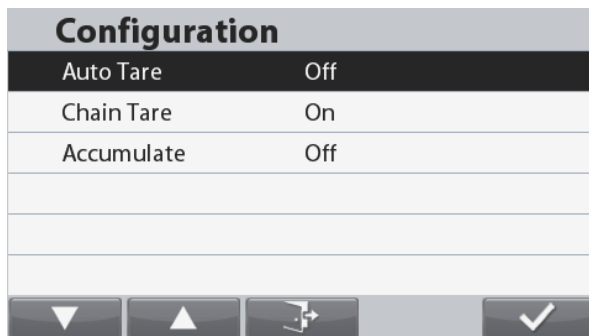 Configuration
Auto Tare Off
Chain Tare On
Accumulate Off